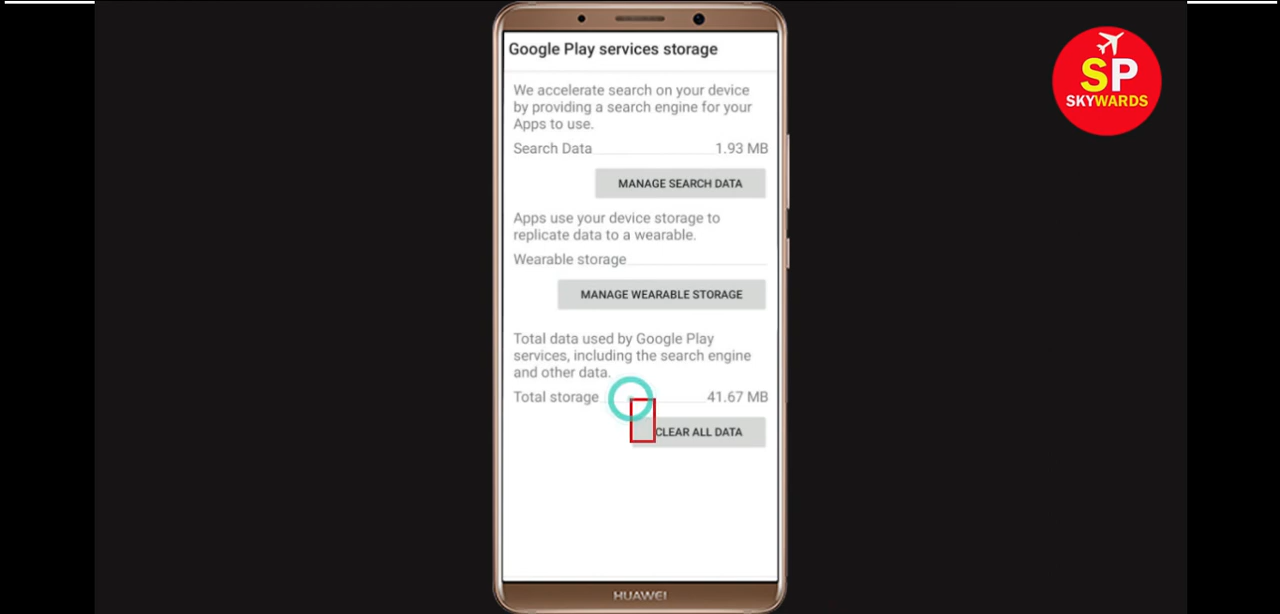 Google Play services storage
We accelerate search on your device
by providing a search engine for your
Apps to use.
Search Data 1.93 MB
MANAGE SEARCH DATA
Apps use your device storage to
replicate data to a wearable.
Wearable storage
MANAGE WEARABLE STORAGE
Total data used by Google Play
services, including the search engine
and other data.
Total storage 41.67 MB
CLEAR ALL DATA
HUAWEI
SP
SKYWARDS